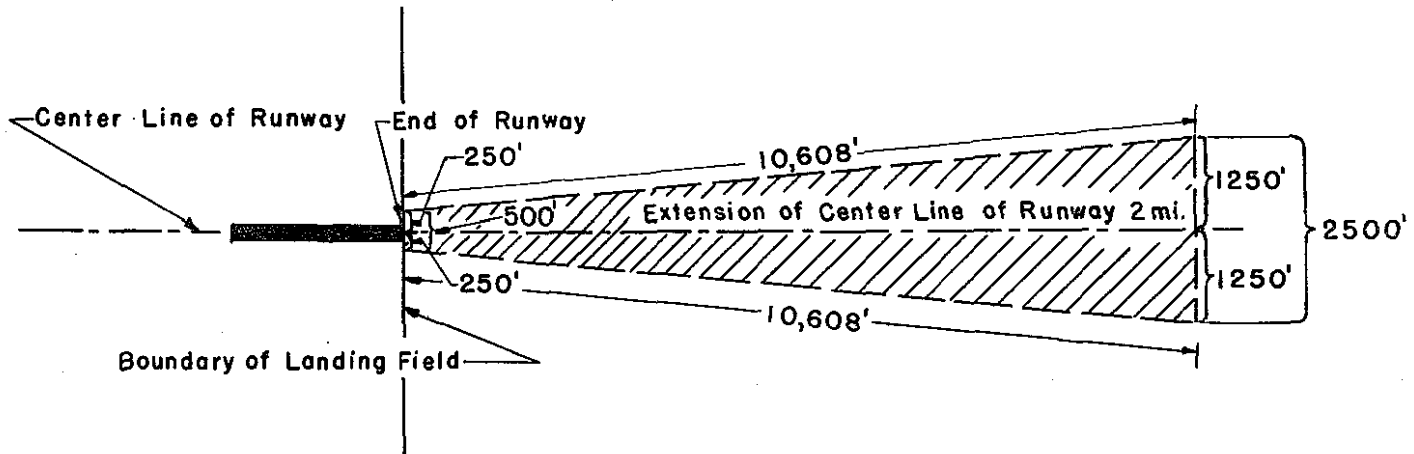 Center Line of Runway
End of Runway
250'
10,608'
1250'
500'
Extension of Center Line of Runway 2 mi.
2500'
250'
1250'
10,608'
Boundary of Landing Field